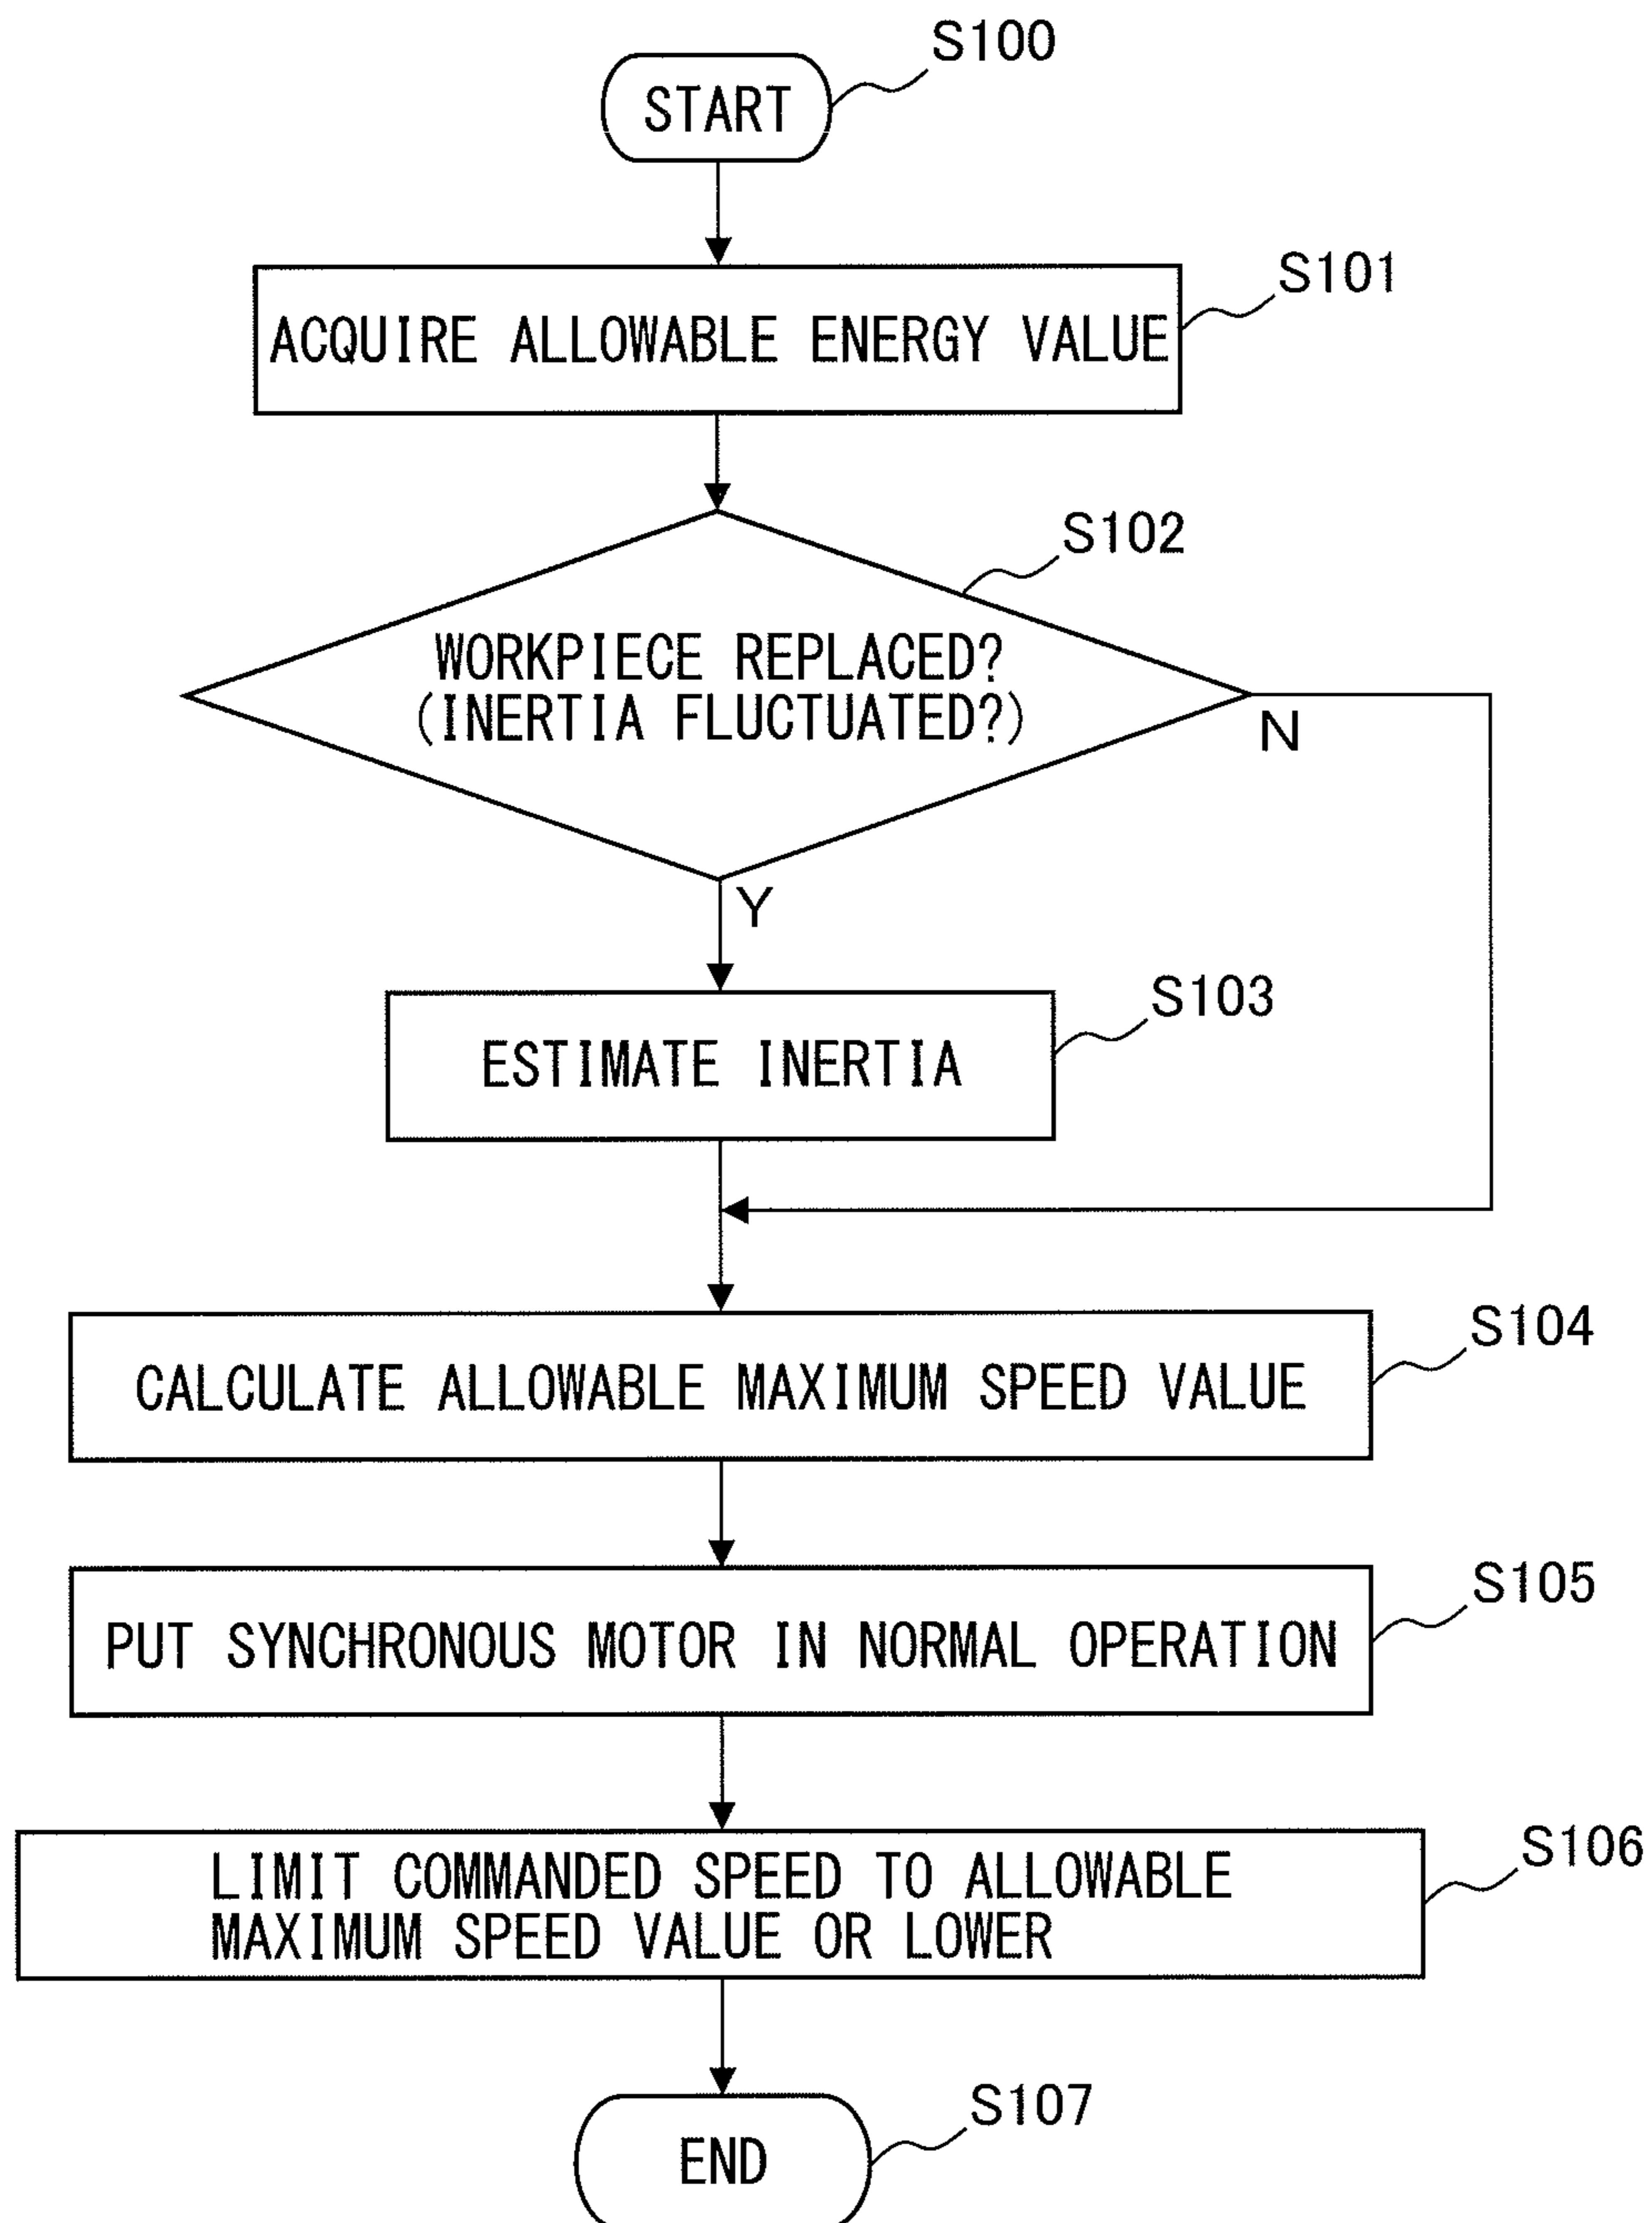 S100
START
S101
ACQUIRE ALLOWABLE ENERGY VALUE
S102
WORKPIECE REPLACED?
(INERTIA FLUCTUATED?)
N
Y
S103
ESTIMATE INERTIA
S104
CALCULATE ALLOWABLE MAXIMUM SPEED VALUE
S105
PUT SYNCHRONOUS MOTOR IN NORMAL OPERATION
S106
LIMIT COMMANDED SPEED TO ALLOWABLE
MAXIMUM SPEED VALUE OR LOWER
S107
END